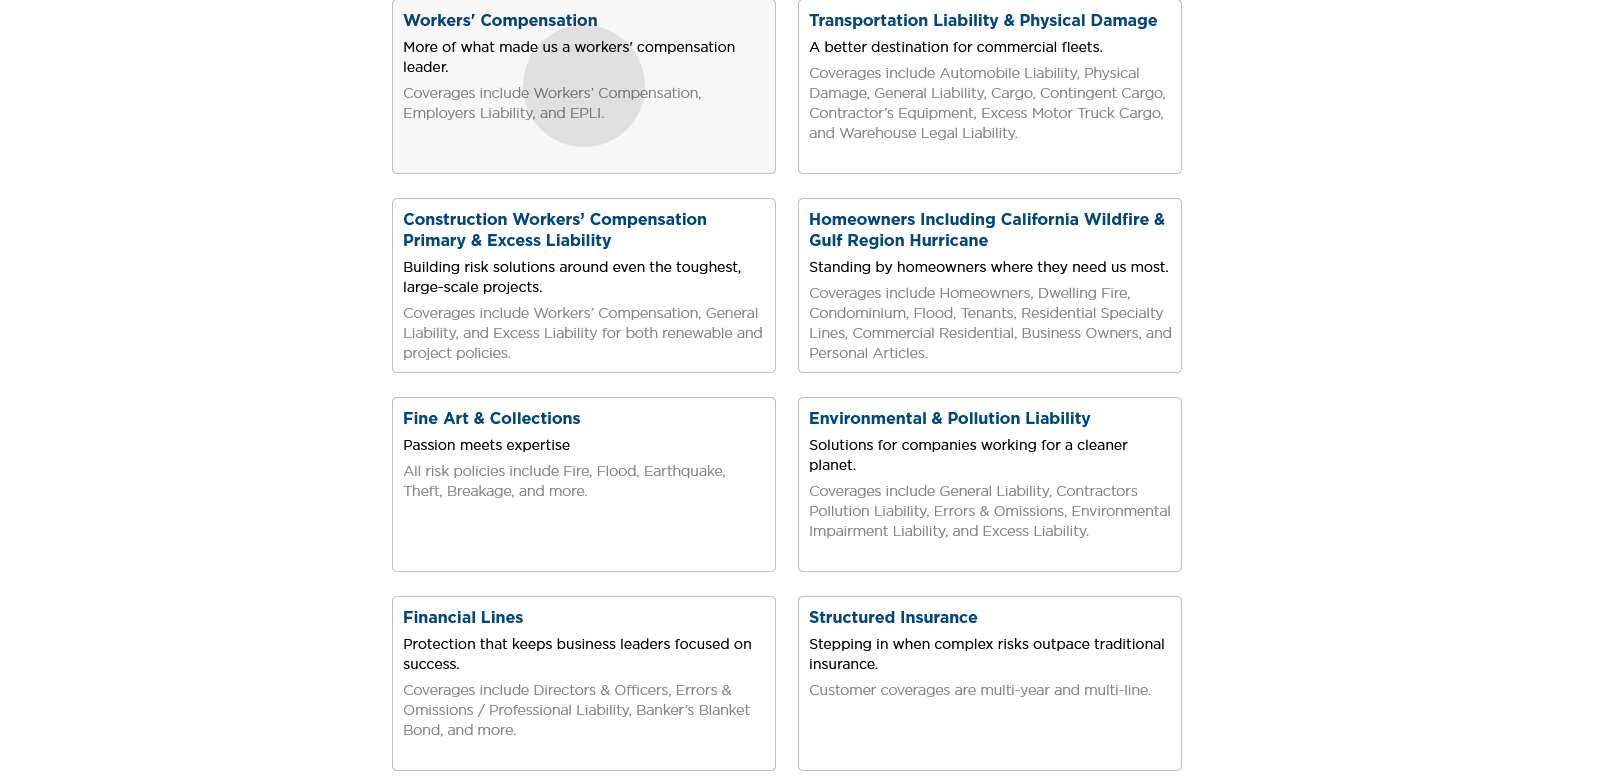 Workers' Compensation
More of what made us a workers' compensation
leader.
Coverages include Workers’ Compensation,
Employers Liability, and EPLI.
Transportation Liability & Physical Damage
A better destination for commercial fleets.
Coverages include Automobile Liability, Physical
Damage, General Liability, Cargo, Contingent Cargo,
Contractor’s Equipment, Excess Motor Truck Cargo,
and Warehouse Legal Liability.
Construction Workers’ Compensation
Primary & Excess Liability
Building risk solutions around even the toughest,
large-scale projects.
Coverages include Workers’ Compensation, General
Liability, and Excess Liability for both renewable and
project policies.
Homeowners Including California Wildfire &
Gulf Region Hurricane
Standing by homeowners where they need us most.
Coverages include Homeowners, Dwelling Fire,
Condominium, Flood, Tenants, Residential Specialty
Lines, Commercial Residential, Business Owners, and
Personal Articles.
Fine Art & Collections
Passion meets expertise
All risk policies include Fire, Flood, Earthquake,
Theft, Breakage, and more.
Environmental & Pollution Liability
Solutions for companies working for a cleaner
planet.
Coverages include General Liability, Contractors
Pollution Liability, Errors & Omissions, Environmental
Impairment Liability, and Excess Liability.
Financial Lines
Protection that keeps business leaders focused on
success.
Coverages include Directors & Officers, Errors &
Omissions / Professional Liability, Banker’s Blanket
Bond, and more.
Structured Insurance
Stepping in when complex risks outpace traditional
insurance.
Customer coverages are multi-year and multi-line.